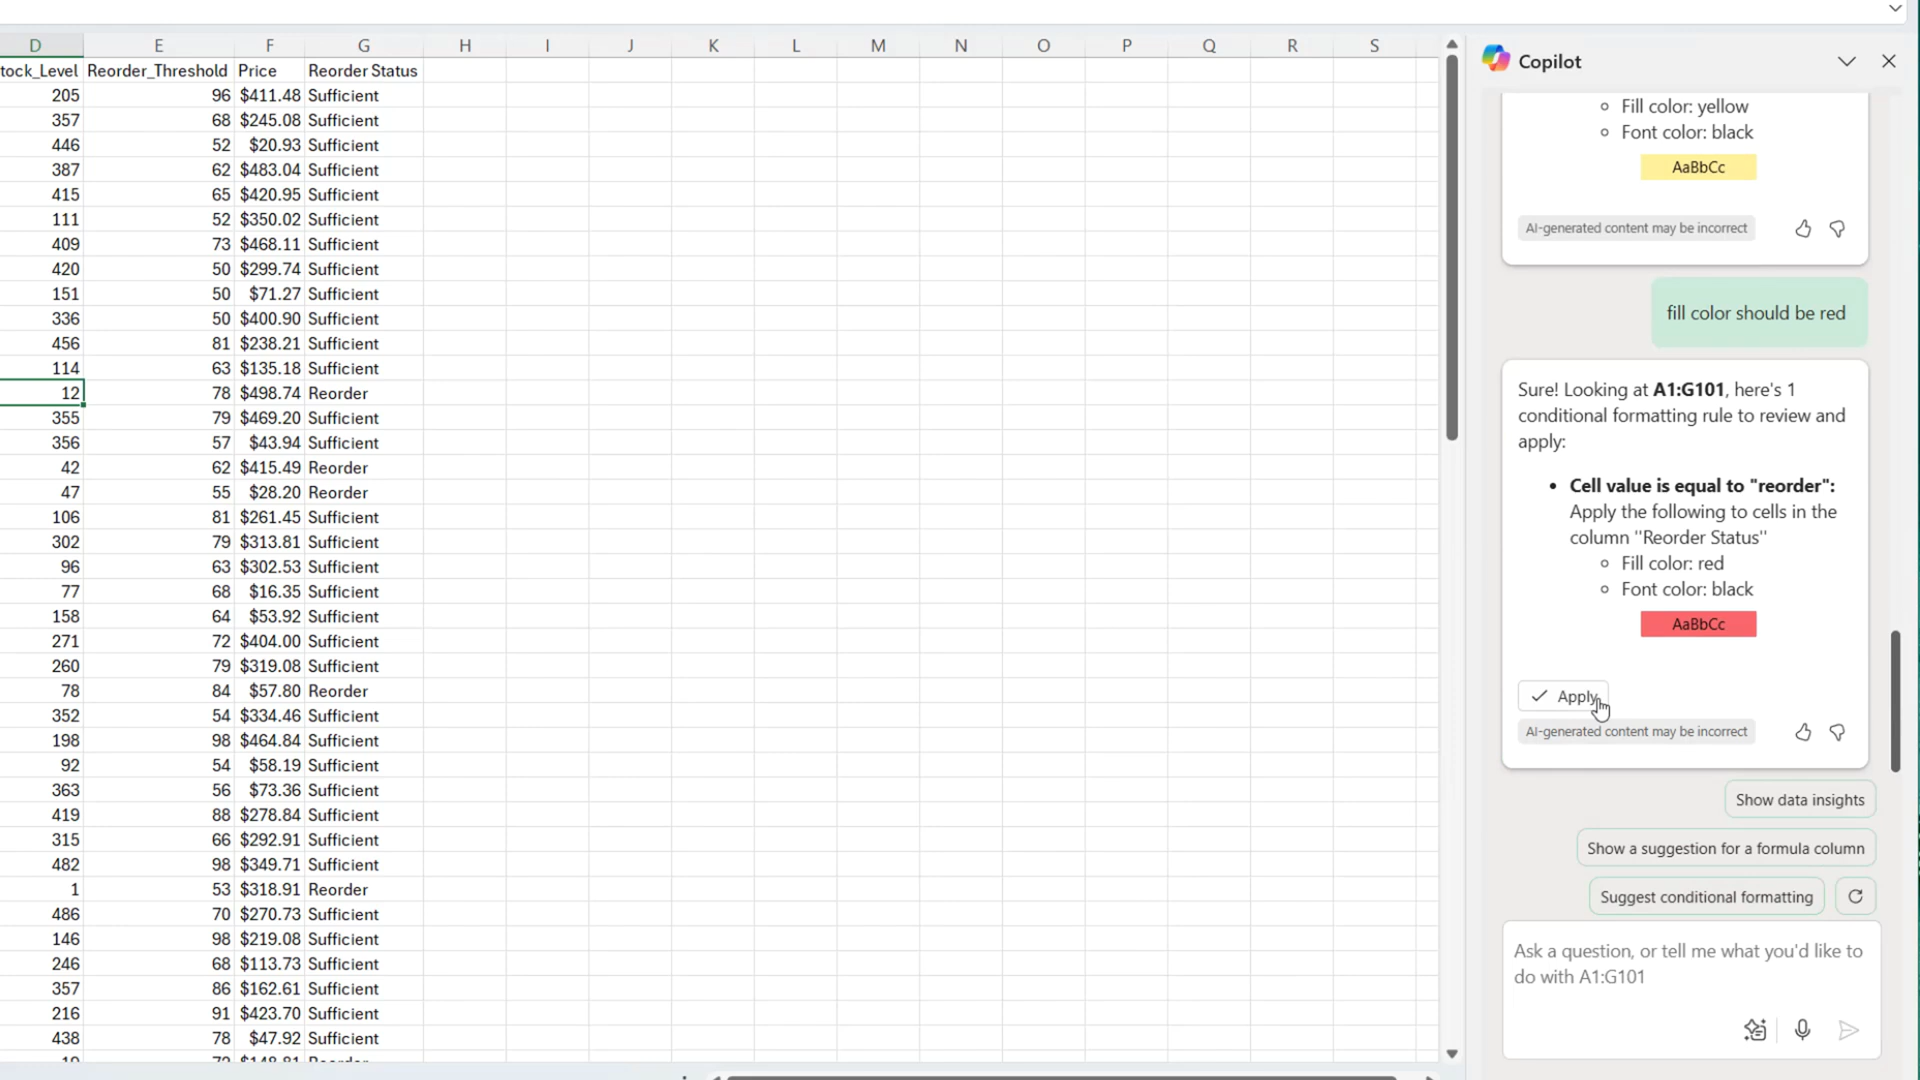 D E F G H I J K L M N O P Q R S
tock_Level Reorder_Threshold Price Reorder Status
205 96 $411.48 Sufficient
357 68 $245.08 Sufficient
446 52 $20.93 Sufficient
387 62 $483.04 Sufficient
415 65 $420.95 Sufficient
111 52 $350.02 Sufficient
409 73 $468.11 Sufficient
420 50 $299.74 Sufficient
151 50 $71.27 Sufficient
336 50 $400.90 Sufficient
456 81 $238.21 Sufficient
114 63 $135.18 Sufficient
12 78 $498.74 Reorder
355 79 $469.20 Sufficient
356 57 $43.94 Sufficient
42 62 $415.49 Reorder
47 55 $28.20 Reorder
106 81 $261.45 Sufficient
302 79 $313.81 Sufficient
96 63 $302.53 Sufficient
77 68 $16.35 Sufficient
158 64 $53.92 Sufficient
271 72 $404.00 Sufficient
260 79 $319.08 Sufficient
78 84 $57.80 Reorder
352 54 $334.46 Sufficient
198 98 $464.84 Sufficient
92 54 $58.19 Sufficient
363 56 $73.36 Sufficient
419 88 $278.84 Sufficient
315 66 $292.91 Sufficient
482 98 $349.71 Sufficient
1 53 $318.91 Reorder
486 70 $270.73 Sufficient
146 98 $219.08 Sufficient
246 68 $113.73 Sufficient
357 86 $162.61 Sufficient
216 91 $423.70 Sufficient
438 78 $47.92 Sufficient
Copilot
Fill color: yellow
Font color: black
AaBbCc
AI-generated content may be incorrect
fill color should be red
Sure! Looking at A1:G101, here's 1
conditional formatting rule to review and
apply:
• Cell value is equal to "reorder":
Apply the following to cells in the
column "Reorder Status"
Fill color: red
Font color: black
AaBbCc
Apply
AI-generated content may be incorrect
Show data insights
Show a suggestion for a formula column
Suggest conditional formatting
Ask a question, or tell me what you'd like to
do with A1:G101